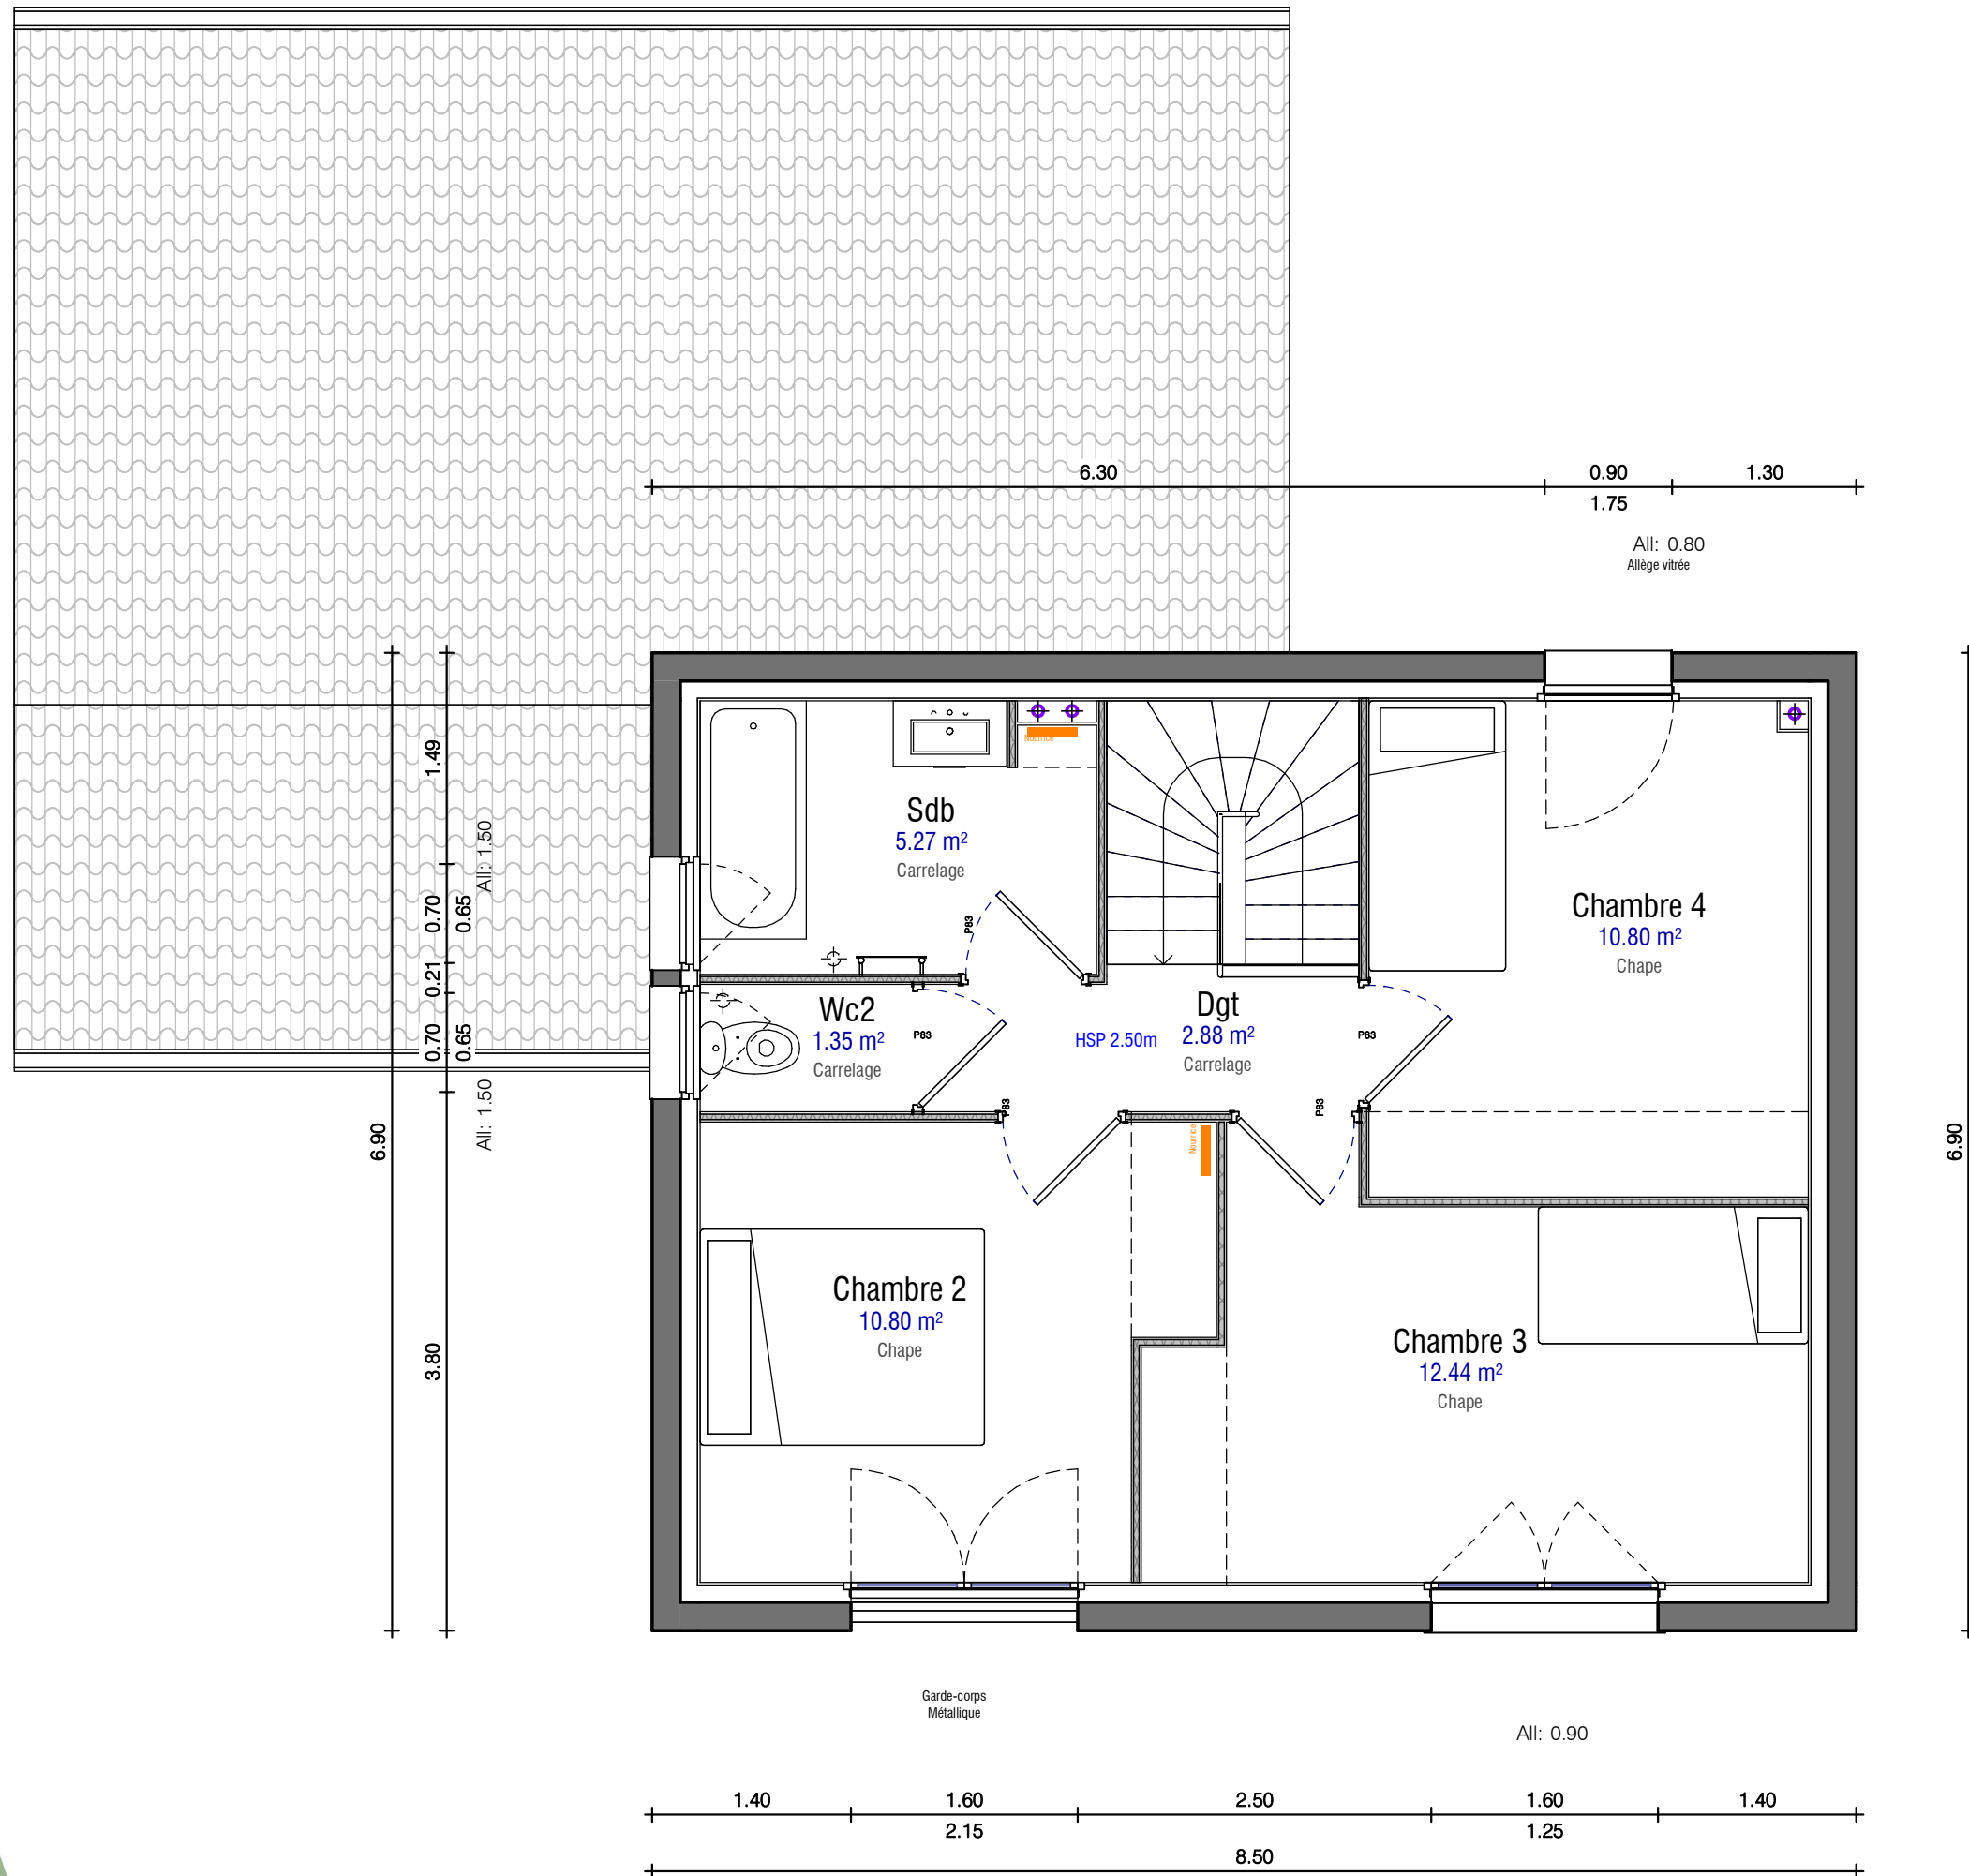 6.30
0.90
1.30
1.75
All: 0.80
Allège vitrée
1.49
All: 1.50
0.70
0.65
0.21
0.70
0.65
All: 1.50
6.90
3.80
6.90
Nourrice
Sdb
5.27 m²
Carrelage
P83
Wc2
1.35 m²
Carrelage
P83
HSP 2.50m
Dgt
2.88 m²
Carrelage
P83
P83
P83
Chambre 4
10.80 m²
Chape
Nourrice
Chambre 2
10.80 m²
Chape
Chambre 3
12.44 m²
Chape
Garde-corps
Métallique
All: 0.90
1.40
1.60
2.50
1.60
1.40
2.15
1.25
8.50